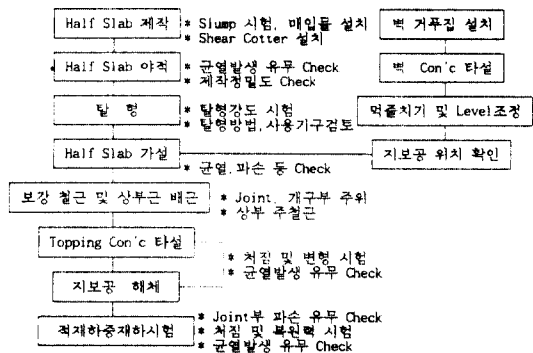 Half Slab 제작
* Slump 시험, 매입물 설치
* Shear Cotter 설치
벽 거푸집 설치
Half Slab 야적
* 균열발생 유무 Check
* 제작정밀도 Check
벽 Con'c 타설
탈 형
* 탈형강도 시험
* 탈형방법,사용기구검토
먹줄치기 및 Level조정
Half Slab 가설
* 균열,파손 등 Check
지보공 위치 확인
보강 철근 및 상부근 배근
* Joint, 개구부 주위
* 상부 주철근
Topping Con'c 타설
* 처짐 및 변형 시험
* 균열발생 유무 Check
지보공 해체
적재하중재하시험
* Joint부 파손 유무 Check
* 처짐 및 복원력 시험
* 균열발생 유무 Check